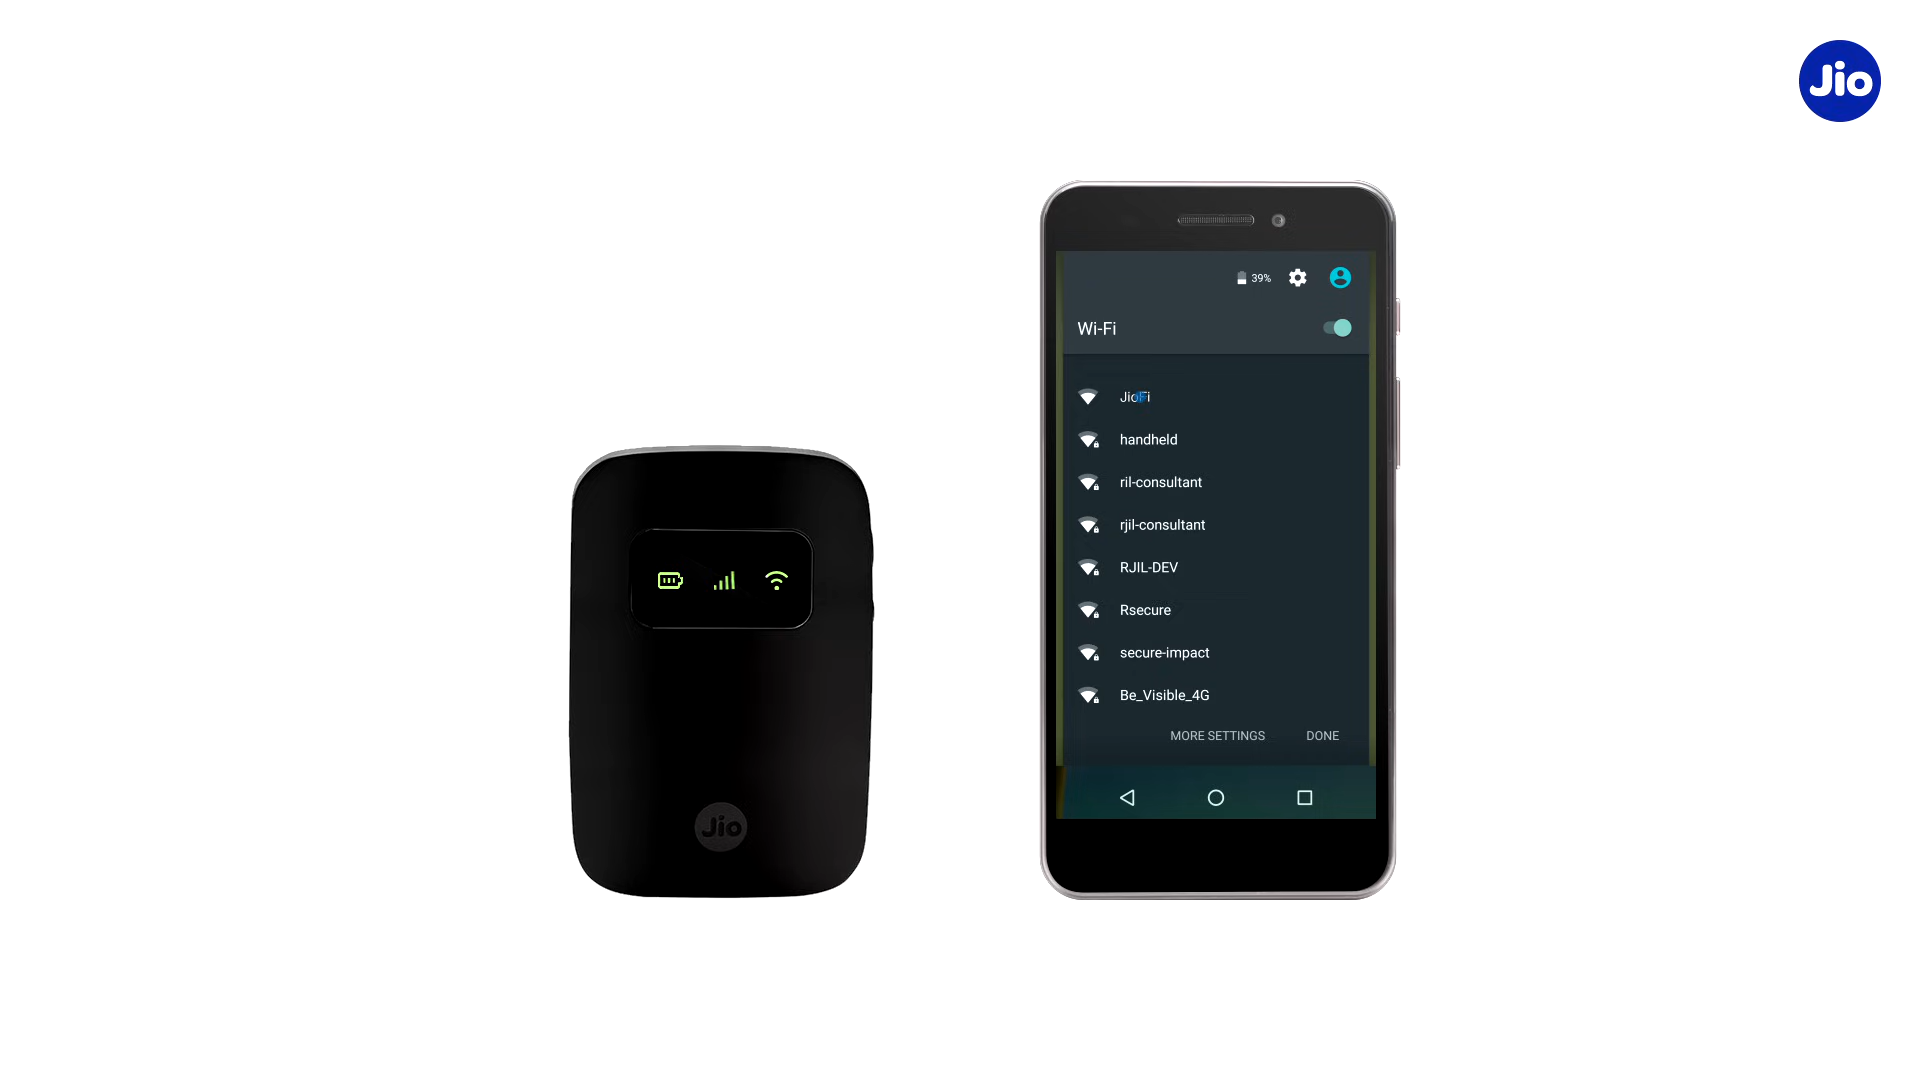 Jio
39%
Wi-Fi
JioFi
handheld
ril-consultant
rjil-consultant
RJIL-DEV
Rsecure
secure-impact
Be_Visible_4G
MORE SETTINGS DONE
Jio